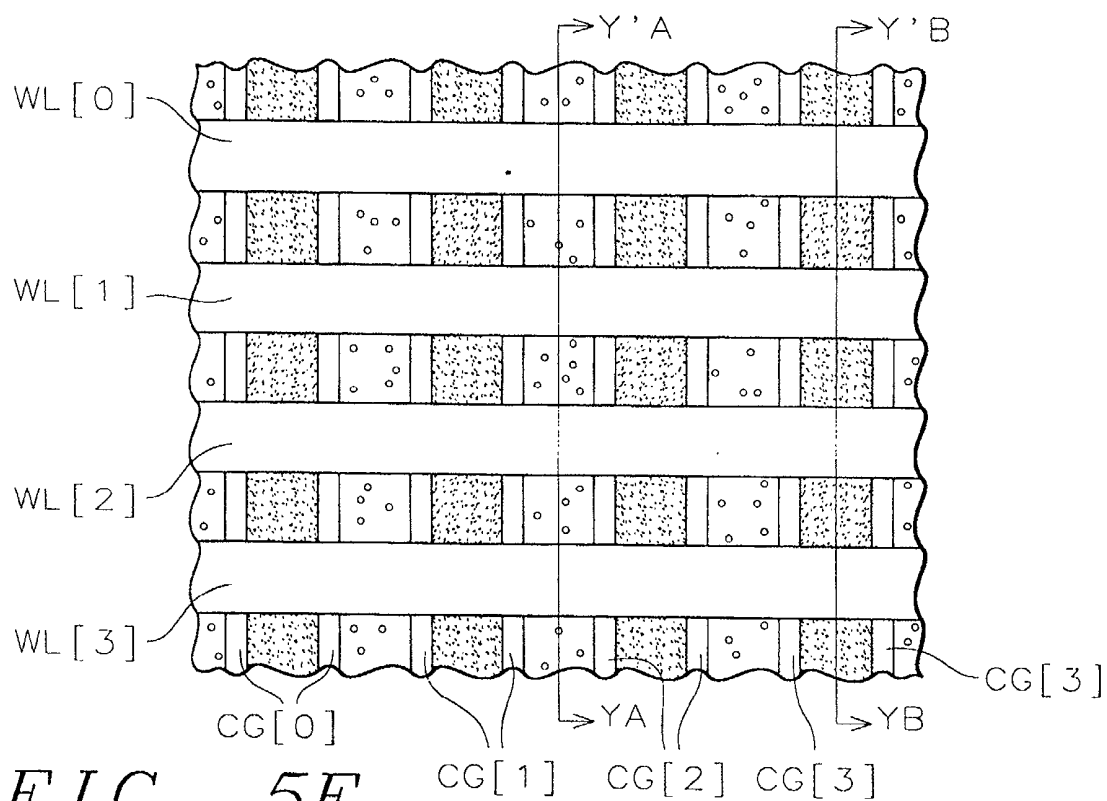 Y'A
Y'B
WL[0]
WL[1]
WL[2]
WL[3]
CG[3]
YA
YB
CG[0]
CG[1]
CG[2]
CG[3]
FIG. 5F